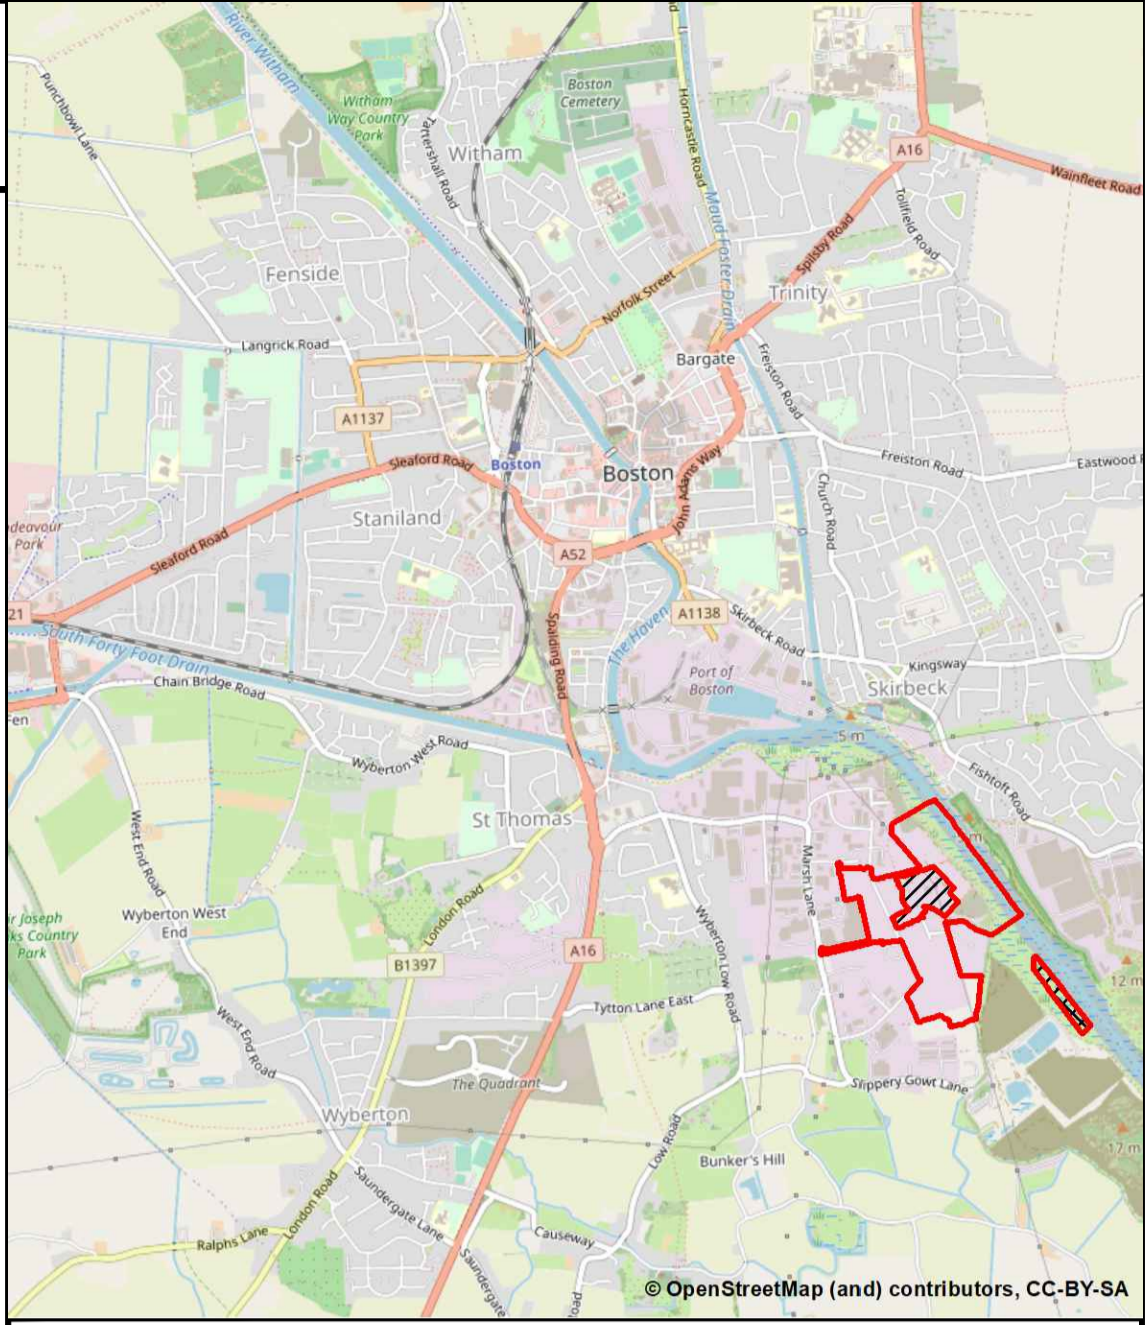 River Witham
Punchbowl Lane
Witham
Way Country
Park
Tattershall Road
Witham
Boston
Cemetery
Horncastle Road
Maud Foster Drain
A16
Wainfleet Road
Tollfield Road
Spilsby Road
Fenside
Norfolk Street
Trinity
Langrick Road
Bargate
Freiston Road
A1137
Sleaford Road
Boston
Boston
John Adams Way
Freiston Road
Eastwood
Church Road
Staniland
Park
Sleaford Road
A52
21
South Forty Foot Drain
Spalding Road
The Haven
A1138
Skirbeck Road
Kingsway
Port of
Boston
Skirbeck
Chain Bridge Road
Fen
5 m
Wyberton West Road
Fishtoft Road
St Thomas
m
West End Road
Marsh Lane
London Road
Wyberton West
End
Wyberton Low Road
Joseph
Country
Park
A16
B1397
12 m
Tytton Lane East
West End Road
The Quadrant
Slippery Gowt Lane
Wyberton
Low Road
17 m
Bunker's Hill
London Road
Saundergate Lane
Ralphs Lane
Causeway
Saundergate
© OpenStreetMap (and) contributors, CC-BY-SA